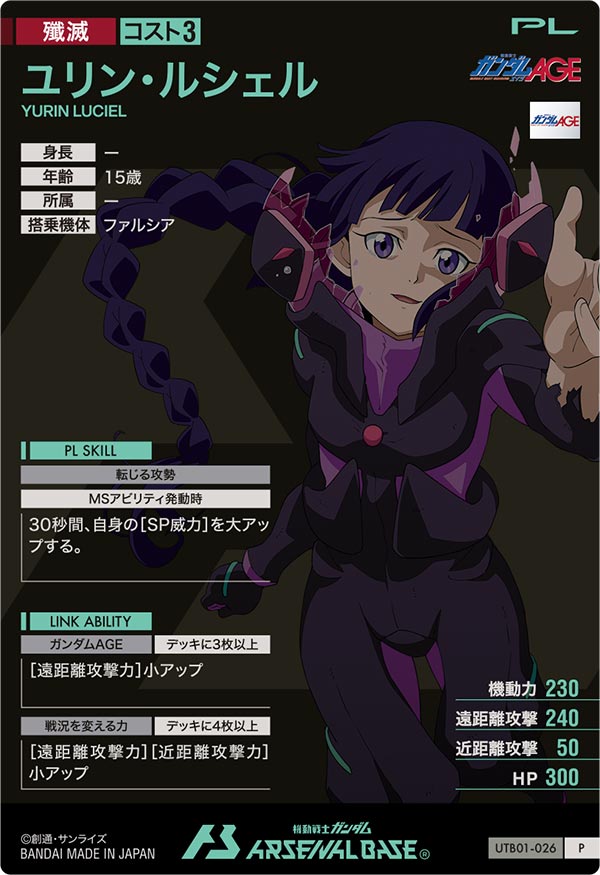 殲滅 コスト3 PL
ユリン・ルシェル
YURIN LUCIEL
ガンダムAGE
ガンダムAGE
身長 ー
年齢 15歳
所属 ー
搭乗機体 ファルシア
PL SKILL
転じる攻勢
MSアビリティ発動時
30秒間、自身の[SP威力]を大アッ
プする。
LINK ABILITY
ガンダムAGE デッキに3枚以上
[遠距離攻撃力]小アップ
戦況を変える力 デッキに4枚以上
[遠距離攻撃力][近距離攻撃力]
小アップ
機動力 230
遠距離攻撃 240
近距離攻撃 50
HP 300
©創通・サンライズ
BANDAI MADE IN JAPAN
機動戦士ガンダム
ARSENAL BASE®
UTB01-026 P